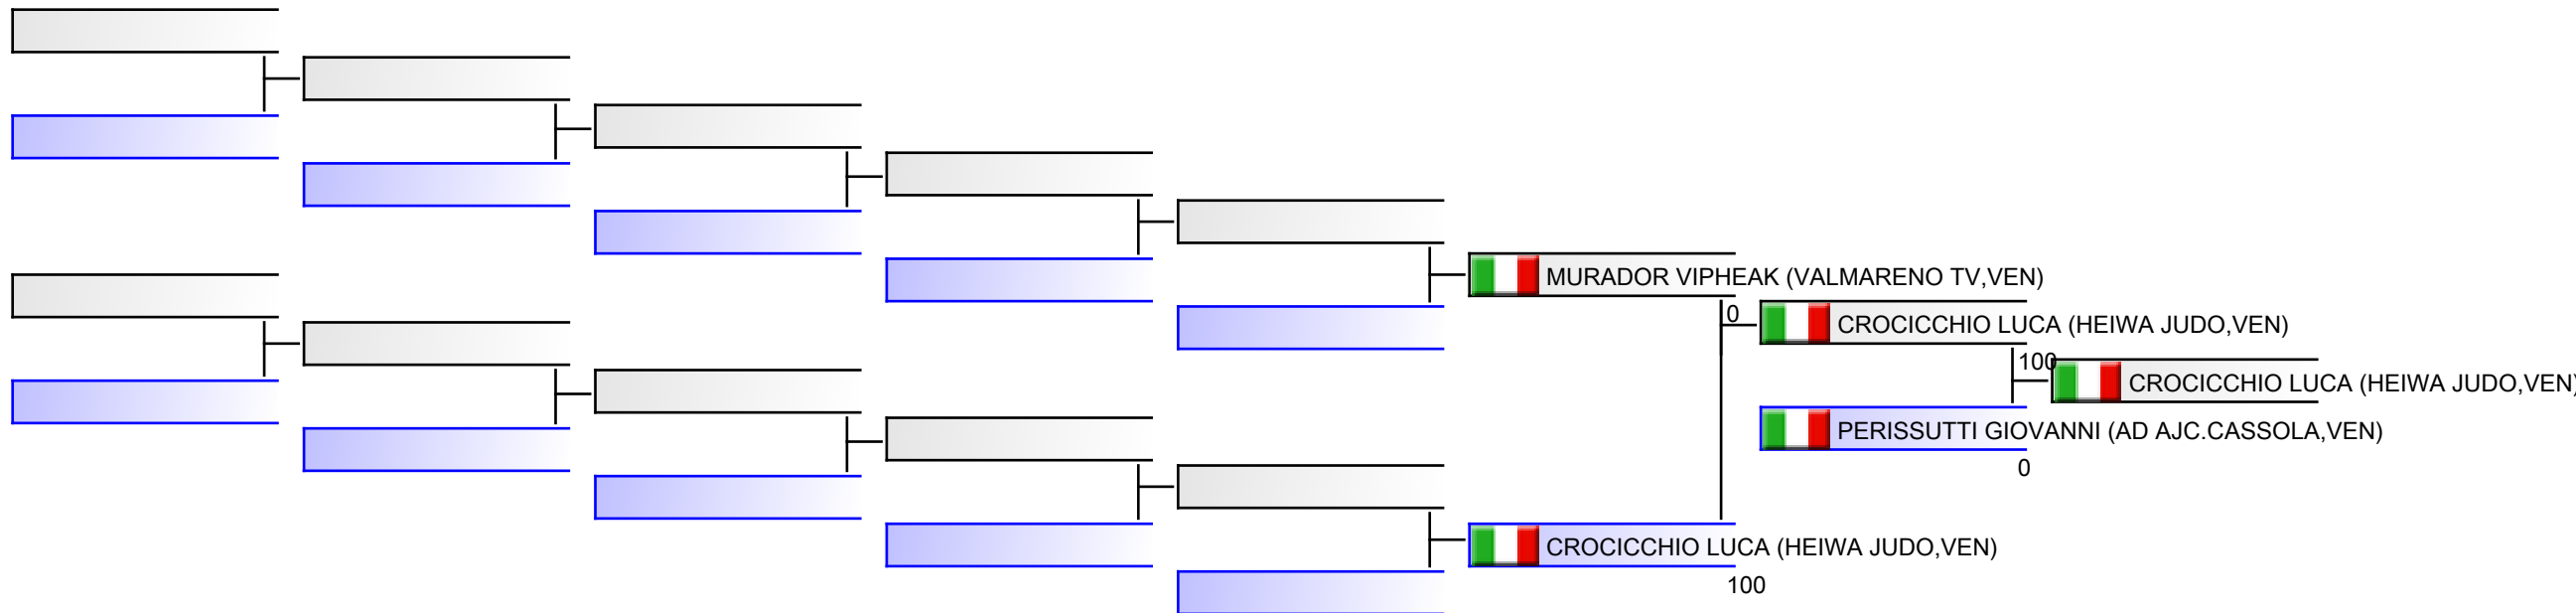 MURADOR VIPHEAK (VALMARENO TV,VEN)
0
CROCICCHIO LUCA (HEIWA JUDO,VEN)
100
CROCICCHIO LUCA (HEIWA JUDO,VEN)
PERISSUTTI GIOVANNI (AD AJC.CASSOLA,VEN)
0
CROCICCHIO LUCA (HEIWA JUDO,VEN)
100